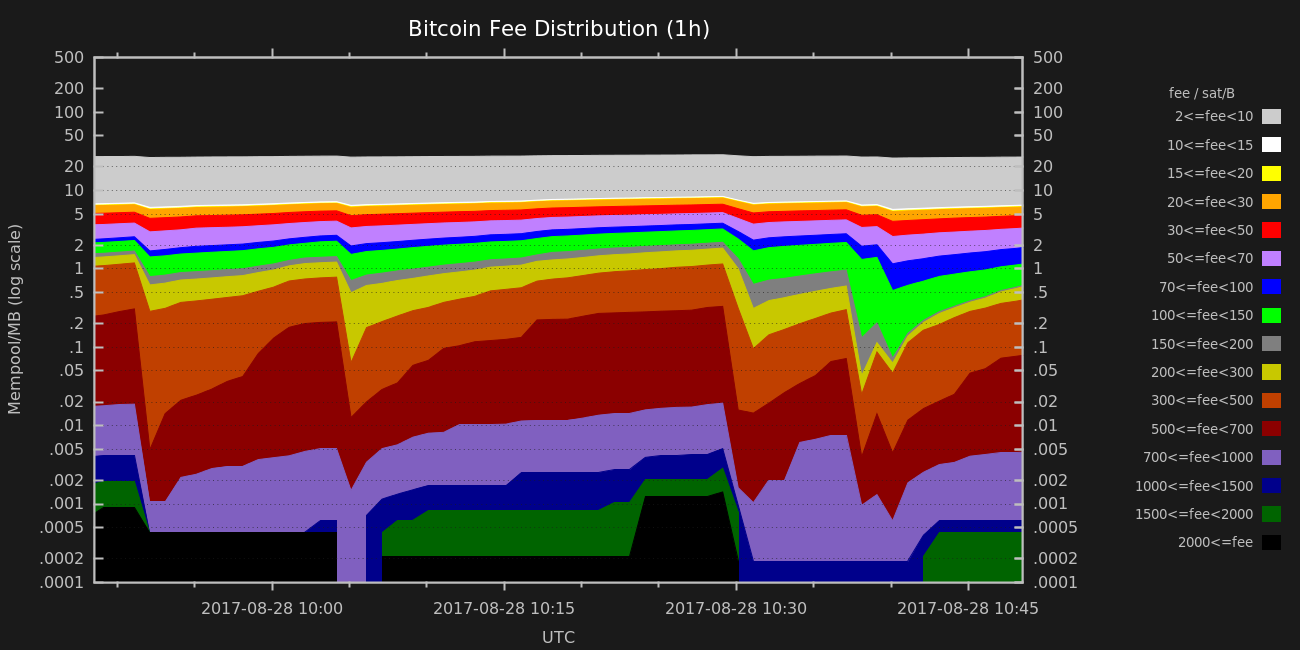 Bitcoin Fee Distribution (1h)
500
200
100
50
20
10
5
2
1
.5
.2
.1
.05
.02
.01
.005
.002
.001
.0005
.0002
.0001
Mempool/MB (log scale)
500
200
100
50
20
10
5
2
1
.5
.2
.1
.05
.02
.01
.005
.002
.001
.0005
.0002
.0001
2017-08-28 10:00
2017-08-28 10:15
2017-08-28 10:30
2017-08-28 10:45
UTC
fee / sat/B
2<=fee<10
10<=fee<15
15<=fee<20
20<=fee<30
30<=fee<50
50<=fee<70
70<=fee<100
100<=fee<150
150<=fee<200
200<=fee<300
300<=fee<500
500<=fee<700
700<=fee<1000
1000<=fee<1500
1500<=fee<2000
2000<=fee